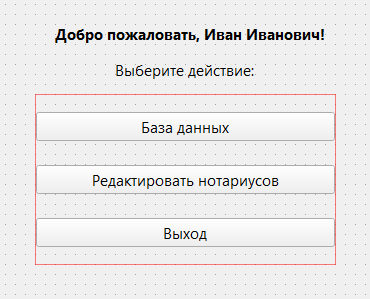 Добро пожаловать, Иван Иванович!
Выберите действие:
База данных
Редактировать нотариусов
Выход